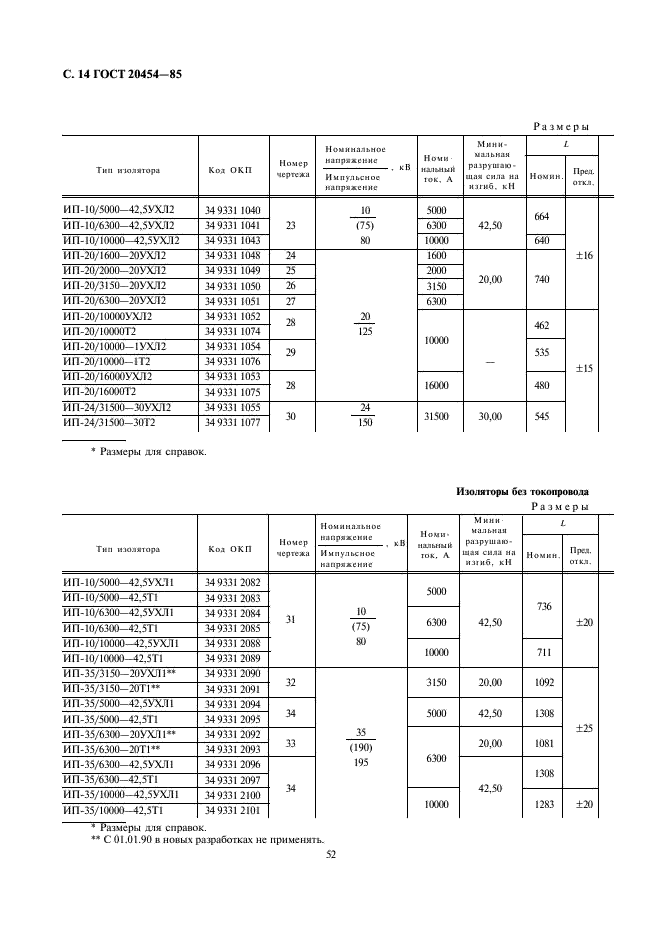 С. 14 ГОСТ 20454—85
Размеры
Тип изолятора | Код ОКП | Номер чертежа | Номинальное напряжение / Импульсное напряжение , кВ | Номи- нальный ток, А | Мини- мальная разрушаю- щая сила на изгиб, кН | L Номин. | Пред. откл.
ИП-10/5000—42,5УХЛ2 34 9331 1040 23 10 (75) 80 5000 42,50 664 ±16
ИП-10/6300—42,5УХЛ2 34 9331 1041 6300
ИП-10/10000—42,5УХЛ2 34 9331 1043 10000 640
ИП-20/1600—20УХЛ2 34 9331 1048 24 20 125 1600 20,00 740
ИП-20/2000—20УХЛ2 34 9331 1049 25 2000
ИП-20/3150—20УХЛ2 34 9331 1050 26 3150
ИП-20/6300—20УХЛ2 34 9331 1051 27 6300
ИП-20/10000УХЛ2 34 9331 1052 28 10000 — 462 ±15
ИП-20/10000Т2 34 9331 1074
ИП-20/10000—1УХЛ2 34 9331 1054 29 535
ИП-20/10000—1Т2 34 9331 1076
ИП-20/16000УХЛ2 34 9331 1053 28 16000 480
ИП-20/16000Т2 34 9331 1075
ИП-24/31500—30УХЛ2 34 9331 1055 30 24 150 31500 30,00 545
ИП-24/31500—30Т2 34 9331 1077
* Размеры для справок.
Изоляторы без токопровода
Размеры
Тип изолятора | Код ОКП | Номер чертежа | Номинальное напряжение / Импульсное напряжение , кВ | Номи- нальный ток, А | Мини- мальная разрушаю- щая сила на изгиб, кН | L Номин. | Пред. откл.
ИП-10/5000—42,5УХЛ1 34 9331 2082 31 10 (75) 80 5000 42,50 736 ±20
ИП-10/5000—42,5Т1 34 9331 2083
ИП-10/6300—42,5УХЛ1 34 9331 2084 6300
ИП-10/6300—42,5Т1 34 9331 2085
ИП-10/10000—42,5УХЛ1 34 9331 2088 10000 711
ИП-10/10000—42,5Т1 34 9331 2089
ИП-35/3150—20УХЛ1** 34 9331 2090 32 35 (190) 195 3150 20,00 1092 ±25
ИП-35/3150—20Т1** 34 9331 2091
ИП-35/5000—42,5УХЛ1 34 9331 2094 34 5000 42,50 1308
ИП-35/5000—42,5Т1 34 9331 2095
ИП-35/6300—20УХЛ1** 34 9331 2092 33 6300 20,00 1081
ИП-35/6300—20Т1** 34 9331 2093
ИП-35/6300—42,5УХЛ1 34 9331 2096 34 42,50 1308
ИП-35/6300—42,5Т1 34 9331 2097
ИП-35/10000—42,5УХЛ1 34 9331 2100 10000 1283 ±20
ИП-35/10000—42,5Т1 34 9331 2101
* Размеры для справок.
** С 01.01.90 в новых разработках не применять.
52